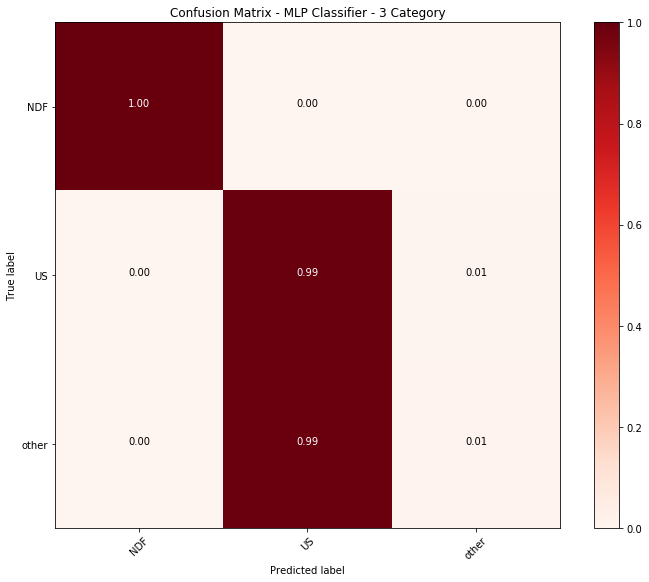 Confusion Matrix - MLP Classifier - 3 Category
True label
NDF
1.00 0.00 0.00
US
0.00 0.99 0.01
other
0.00 0.99 0.01
NDF US other
Predicted label
1.0
0.8
0.6
0.4
0.2
0.0